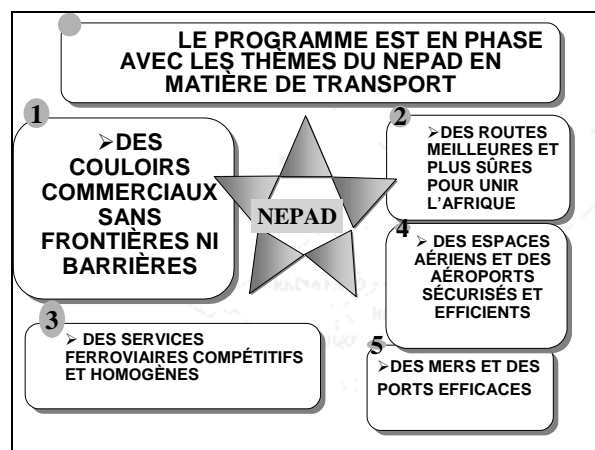 LE PROGRAMME EST EN PHASE
AVEC LES THÈMES DU NEPAD EN
MATIÈRE DE TRANSPORT
1
➢DES
COULOIRS
COMMERCIAUX
SANS
FRONTIÈRES NI
BARRIÈRES
NEPAD
2
➢DES ROUTES
MEILLEURES ET
PLUS SÛRES
POUR UNIR
L’AFRIQUE
3
➢ DES SERVICES
FERROVIAIRES COMPÉTITIFS
ET HOMOGÈNES
4
➢ DES ESPACES
AÉRIENS ET DES
AÉROPORTS
SÉCURISÉS ET
EFFICIENTS
5
➢DES MERS ET DES
PORTS EFFICACES